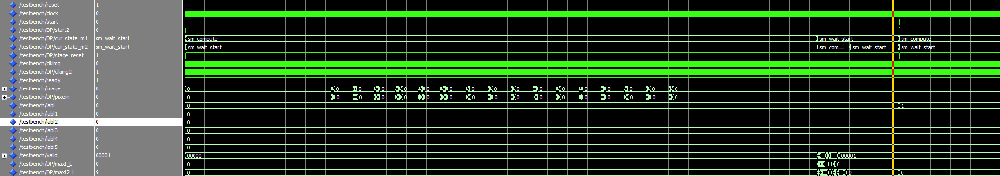 /testbench/reset 1
/testbench/clock 0
/testbench/start 0
/testbench/DP/start2 0
/testbench/DP/cur_state_m1 sm_wait_start sm_compute sm_wait_start sm_compute
/testbench/DP/cur_state_m2 sm_wait_start sm_wait_start sm_com... sm_wait_start sm_wait_start
/testbench/DP/stage_reset 1
/testbench/clkimg 0
/testbench/DP/clkimg2 1
/testbench/ready 1
/testbench/image 0 0 0 0 0 0 0 0 0 0 0 0 0 0 0 0 0 0 0
/testbench/DP/pixelin 0 0 0 0 0 0 0 0 0 0 0 0 0 0 0 0 0 0 0
/testbench/labl 0 0 1
/testbench/labl1 0 0
/testbench/labl2 0 0
/testbench/labl3 0 0
/testbench/labl4 0 0
/testbench/labl5 0 0
/testbench/valid 00001 00000 00001
/testbench/DP/maxI_L 0 0 0
/testbench/DP/maxI2_L 9 0 9 0